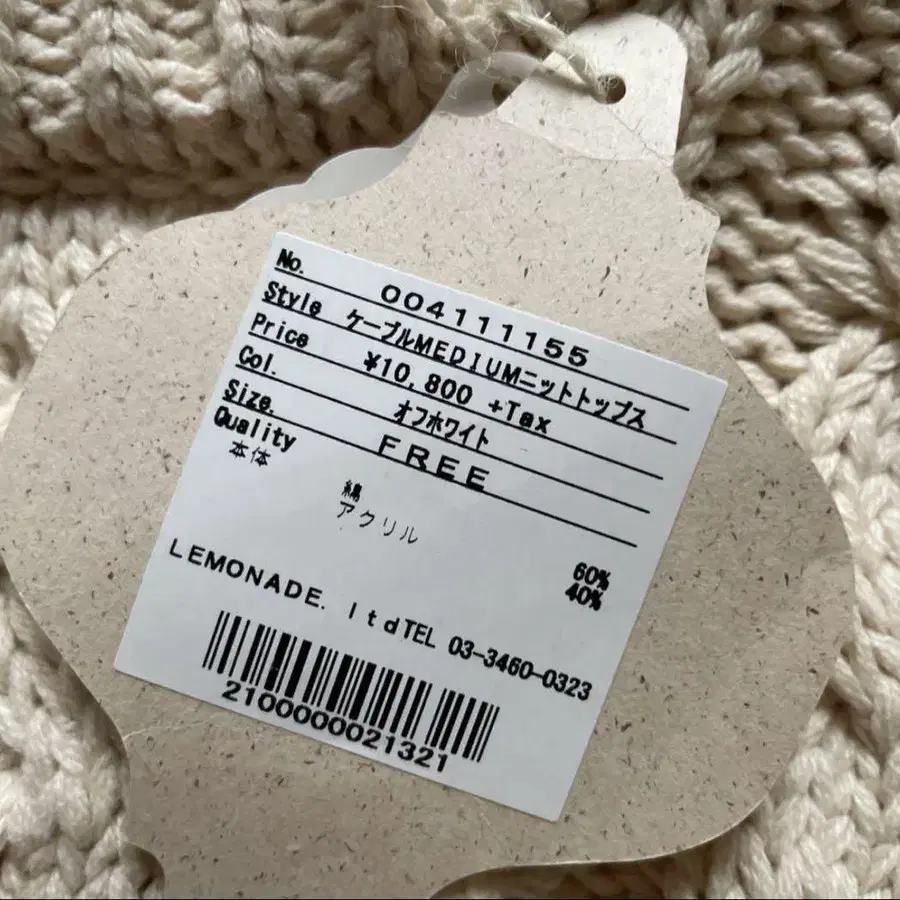 No. 004111155
Style ケーブルMEDIUMニットトップス
Price ¥10,800 +Tax
Col. オフホワイト
Size. FREE
Quality
本体
綿 60%
アクリル 40%
LEMONADE. ltd TEL 03-3460-0323
2100000021321